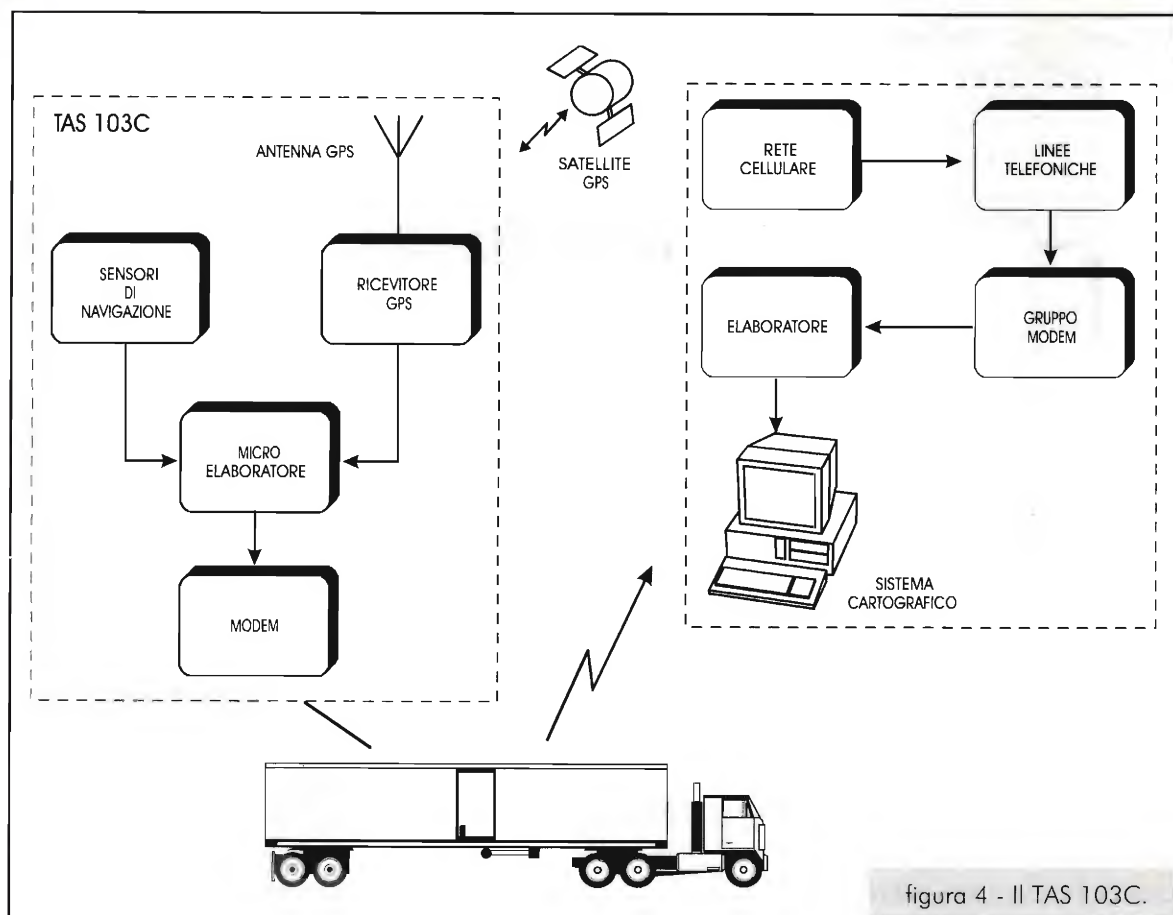 TAS 103C
ANTENNA GPS
SATELLITE
GPS
SENSORI
DI
NAVIGAZIONE
RICEVITORE
GPS
MICRO
ELABORATORE
MODEM
RETE
CELLULARE
LINEE
TELEFONICHE
ELABORATORE
GRUPPO
MODEM
SISTEMA
CARTOGRAFICO
figura 4 - Il TAS 103C.